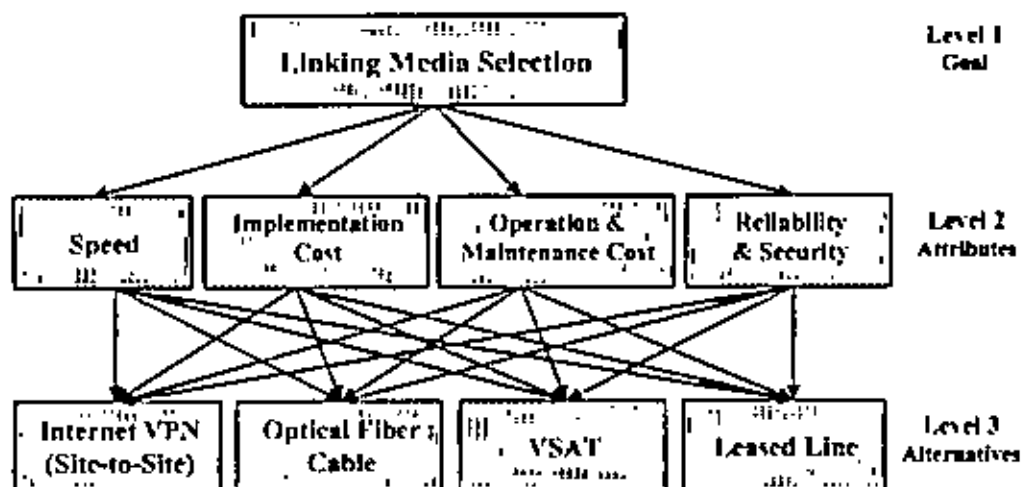 Linking Media Selection
Level 1
Goal
Speed
Implementation
Cost
Operation &
Maintenance Cost
Reliability
& Security
Level 2
Attributes
Internet VPN
(Site-to-Site)
Optical Fiber
Cable
VSAT
Leased Line
Level 3
Alternatives